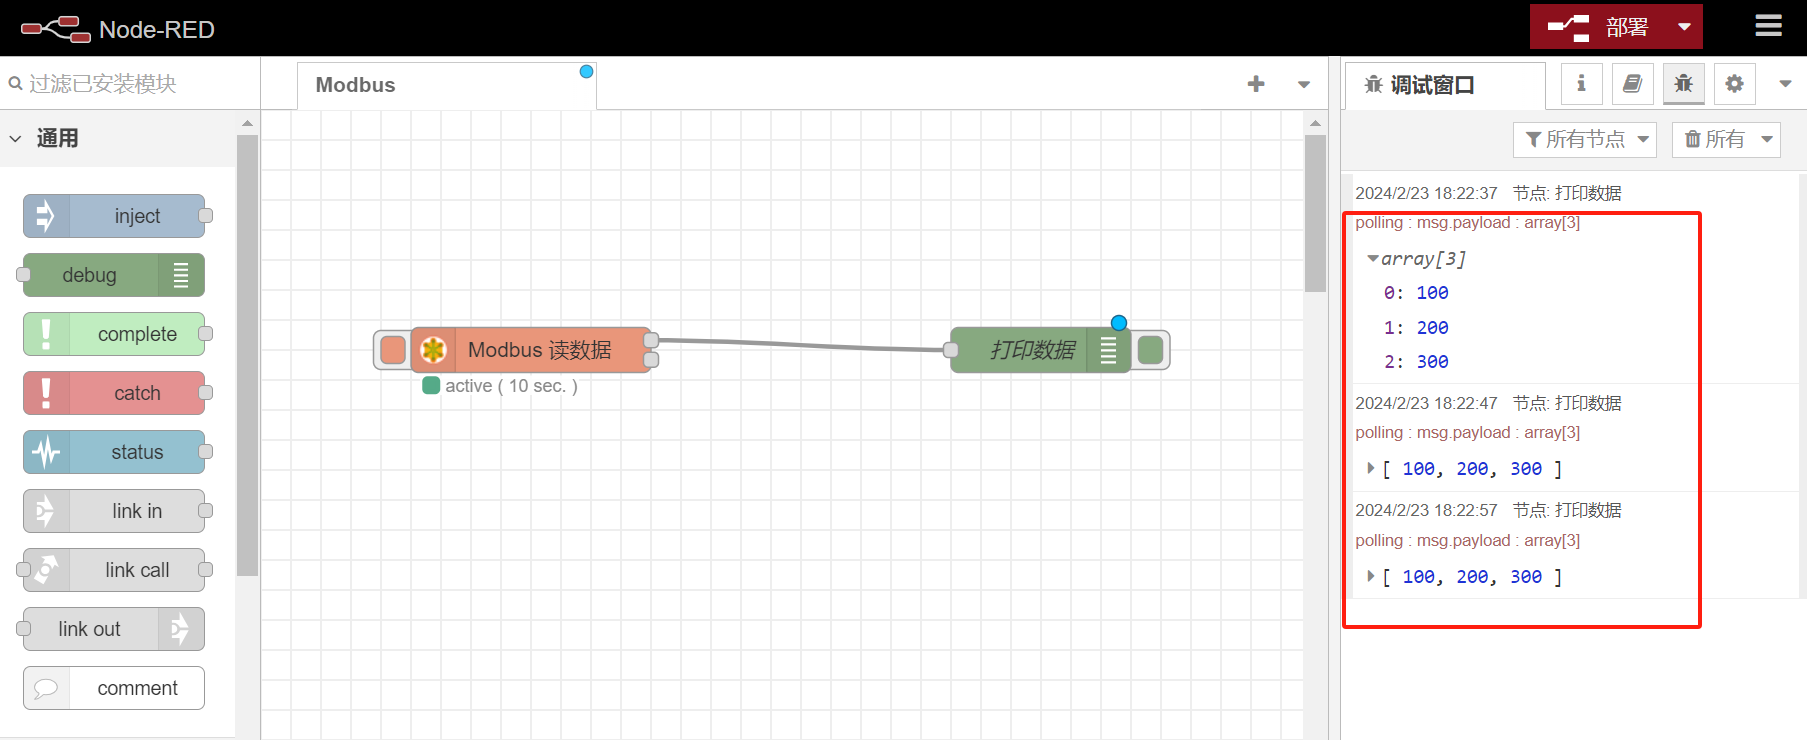 Node-RED
部署
过滤已安装模块
Modbus
调试窗口
通用
所有节点
所有
inject
debug
complete
catch
status
link in
link call
link out
comment
Modbus 读数据
active ( 10 sec. )
打印数据
2024/2/23 18:22:37 节点: 打印数据
polling : msg.payload : array[3]
array[3]
0: 100
1: 200
2: 300
2024/2/23 18:22:47 节点: 打印数据
polling : msg.payload : array[3]
[ 100, 200, 300 ]
2024/2/23 18:22:57 节点: 打印数据
polling : msg.payload : array[3]
[ 100, 200, 300 ]